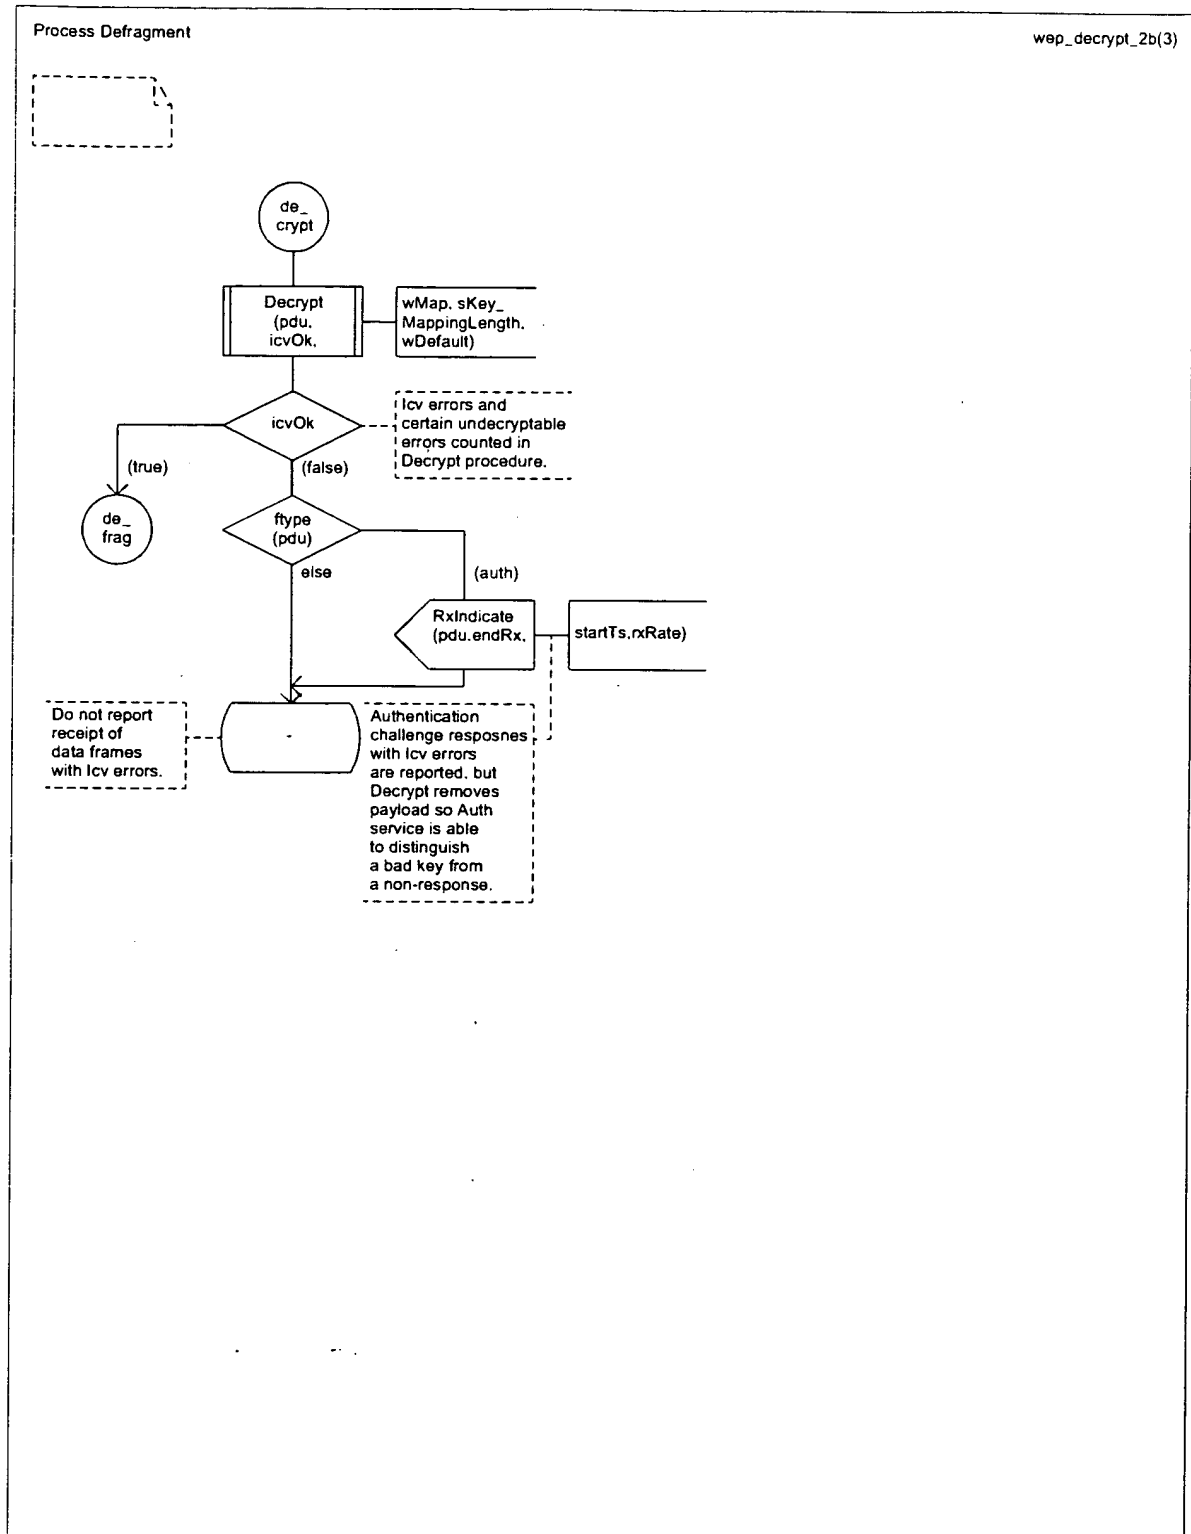 Process Defragment
wep_decrypt_2b(3)
de_
crypt
Decrypt
(pdu,
icvOk,
wMap, sKey_
MappingLength,
wDefault)
icvOk
Icv errors and
certain undecryptable
errors counted in
Decrypt procedure.
(true)
(false)
de_
frag
ftype
(pdu)
else
(auth)
RxIndicate
(pdu,endRx,
startTs,rxRate)
Do not report
receipt of
data frames
with Icv errors.
-
Authentication
challenge resposnes
with Icv errors
are reported, but
Decrypt removes
payload so Auth
service is able
to distinguish
a bad key from
a non-response.